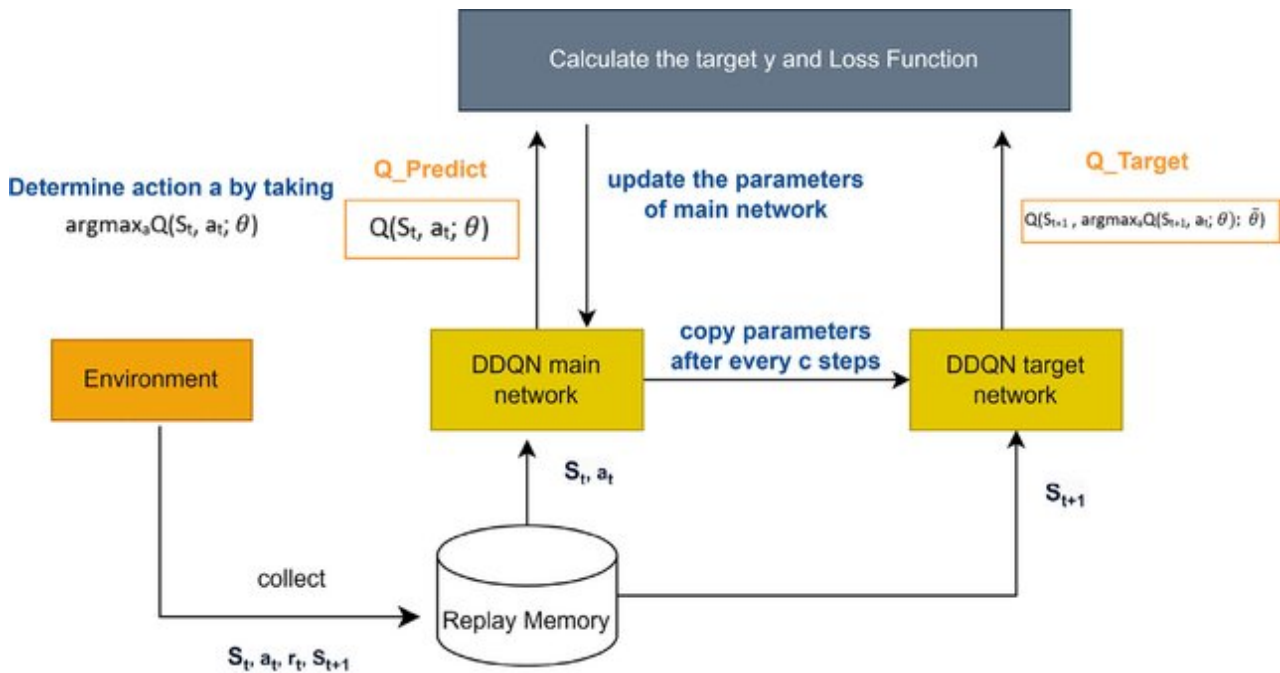 Calculate the target y and Loss Function
Determine action a by taking
argmaxₐQ(Sₜ, aₜ; θ)
Q_Predict
Q(Sₜ, aₜ; θ)
update the parameters
of main network
Q_Target
Q(Sₜ₊₁ , argmaxₐQ(Sₜ₊₁, aₜ; θ): θ̄)
Environment
DDQN main
network
copy parameters
after every c steps
DDQN target
network
Sₜ, aₜ
Sₜ₊₁
collect
Replay Memory
Sₜ, aₜ, rₜ, Sₜ₊₁